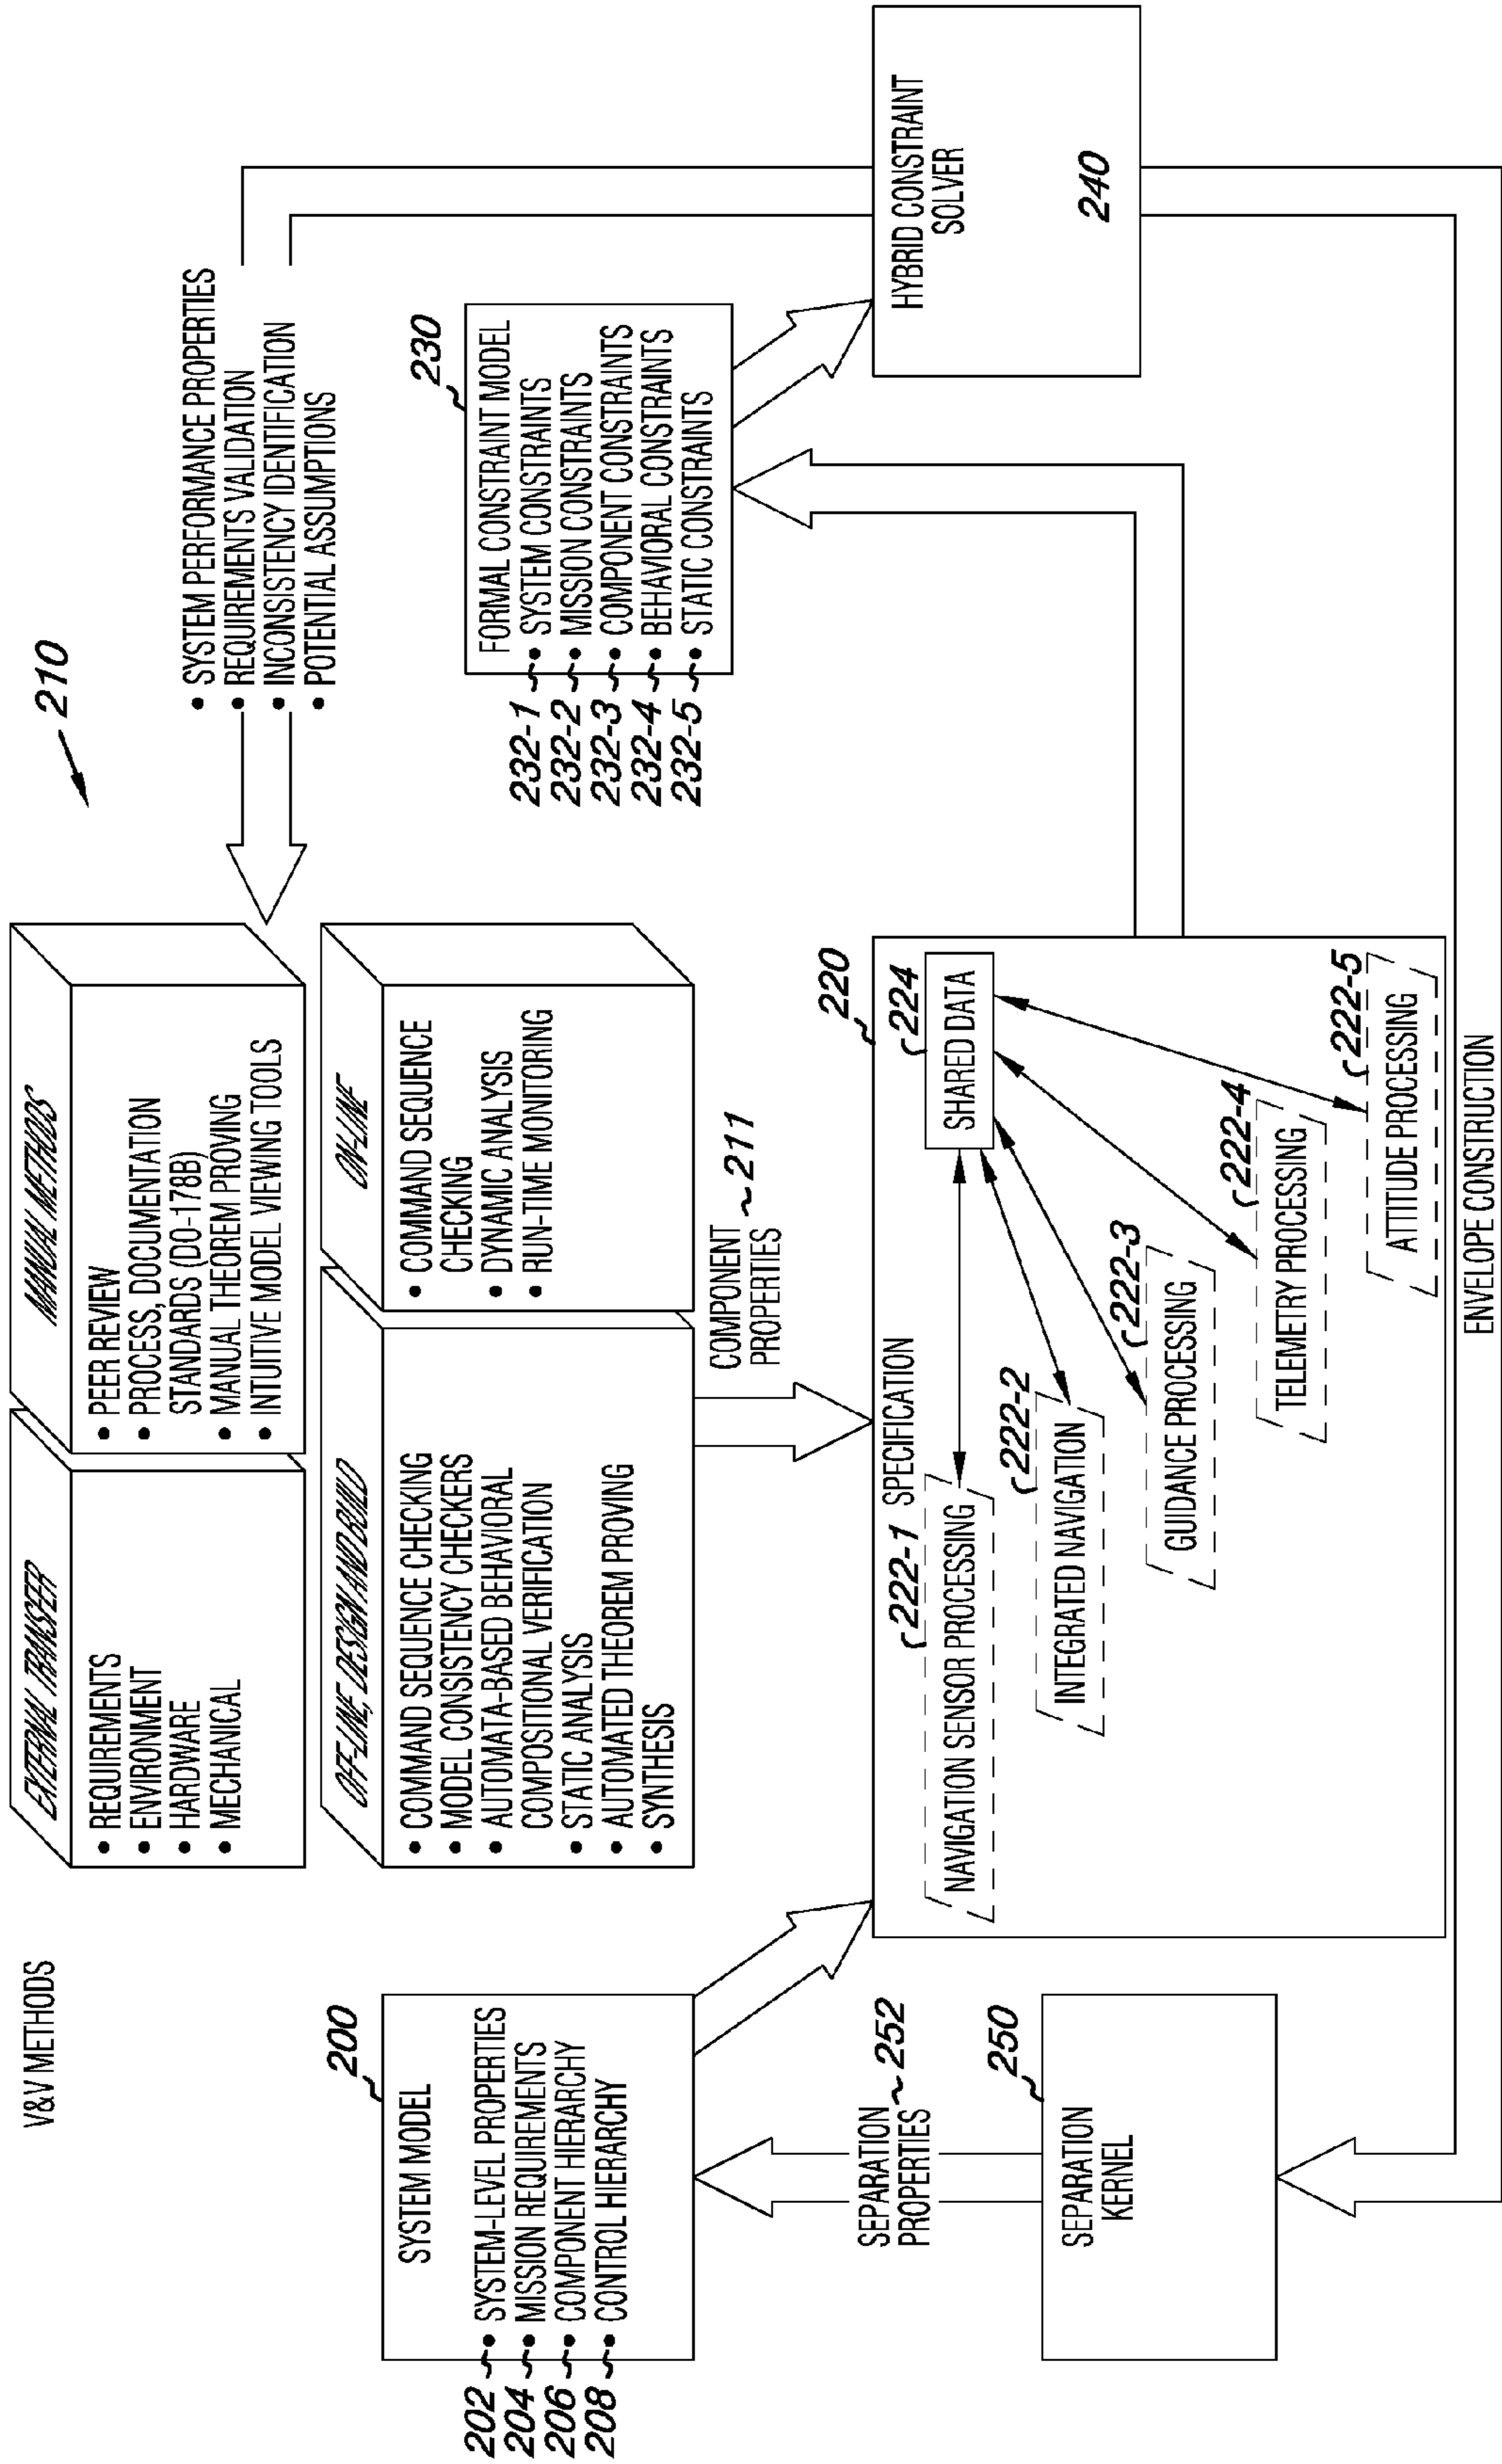 V&V METHODS
210
EXTERNAL TRANSFER
• REQUIREMENTS
• ENVIRONMENT
• HARDWARE
• MECHANICAL
MANUAL METHODS
• PEER REVIEW
• PROCESS, DOCUMENTATION
STANDARDS (DO-178B)
• MANUAL THEOREM PROVING
• INTUITIVE MODEL VIEWING TOOLS
• SYSTEM PERFORMANCE PROPERTIES
• REQUIREMENTS VALIDATION
• INCONSISTENCY IDENTIFICATION
• POTENTIAL ASSUMPTIONS
OFF-LINE, DESIGN AND BUILD
• COMMAND SEQUENCE CHECKING
• MODEL CONSISTENCY CHECKERS
• AUTOMATA-BASED BEHAVIORAL
COMPOSITIONAL VERIFICATION
• STATIC ANALYSIS
• AUTOMATED THEOREM PROVING
• SYNTHESIS
ON-LINE
• COMMAND SEQUENCE
CHECKING
• DYNAMIC ANALYSIS
• RUN-TIME MONITORING
200
SYSTEM MODEL
202 • SYSTEM-LEVEL PROPERTIES
204 • MISSION REQUIREMENTS
206 • COMPONENT HIERARCHY
208 • CONTROL HIERARCHY
COMPONENT
PROPERTIES 211
230
FORMAL CONSTRAINT MODEL
232-1 • SYSTEM CONSTRAINTS
232-2 • MISSION CONSTRAINTS
232-3 • COMPONENT CONSTRAINTS
232-4 • BEHAVIORAL CONSTRAINTS
232-5 • STATIC CONSTRAINTS
SEPARATION
PROPERTIES 252
250
SEPARATION
KERNEL
220
SPECIFICATION
222-1
NAVIGATION SENSOR PROCESSING
224
SHARED DATA
222-2
INTEGRATED NAVIGATION
222-3
GUIDANCE PROCESSING
222-4
TELEMETRY PROCESSING
222-5
ATTITUDE PROCESSING
HYBRID CONSTRAINT
SOLVER
240
ENVELOPE CONSTRUCTION